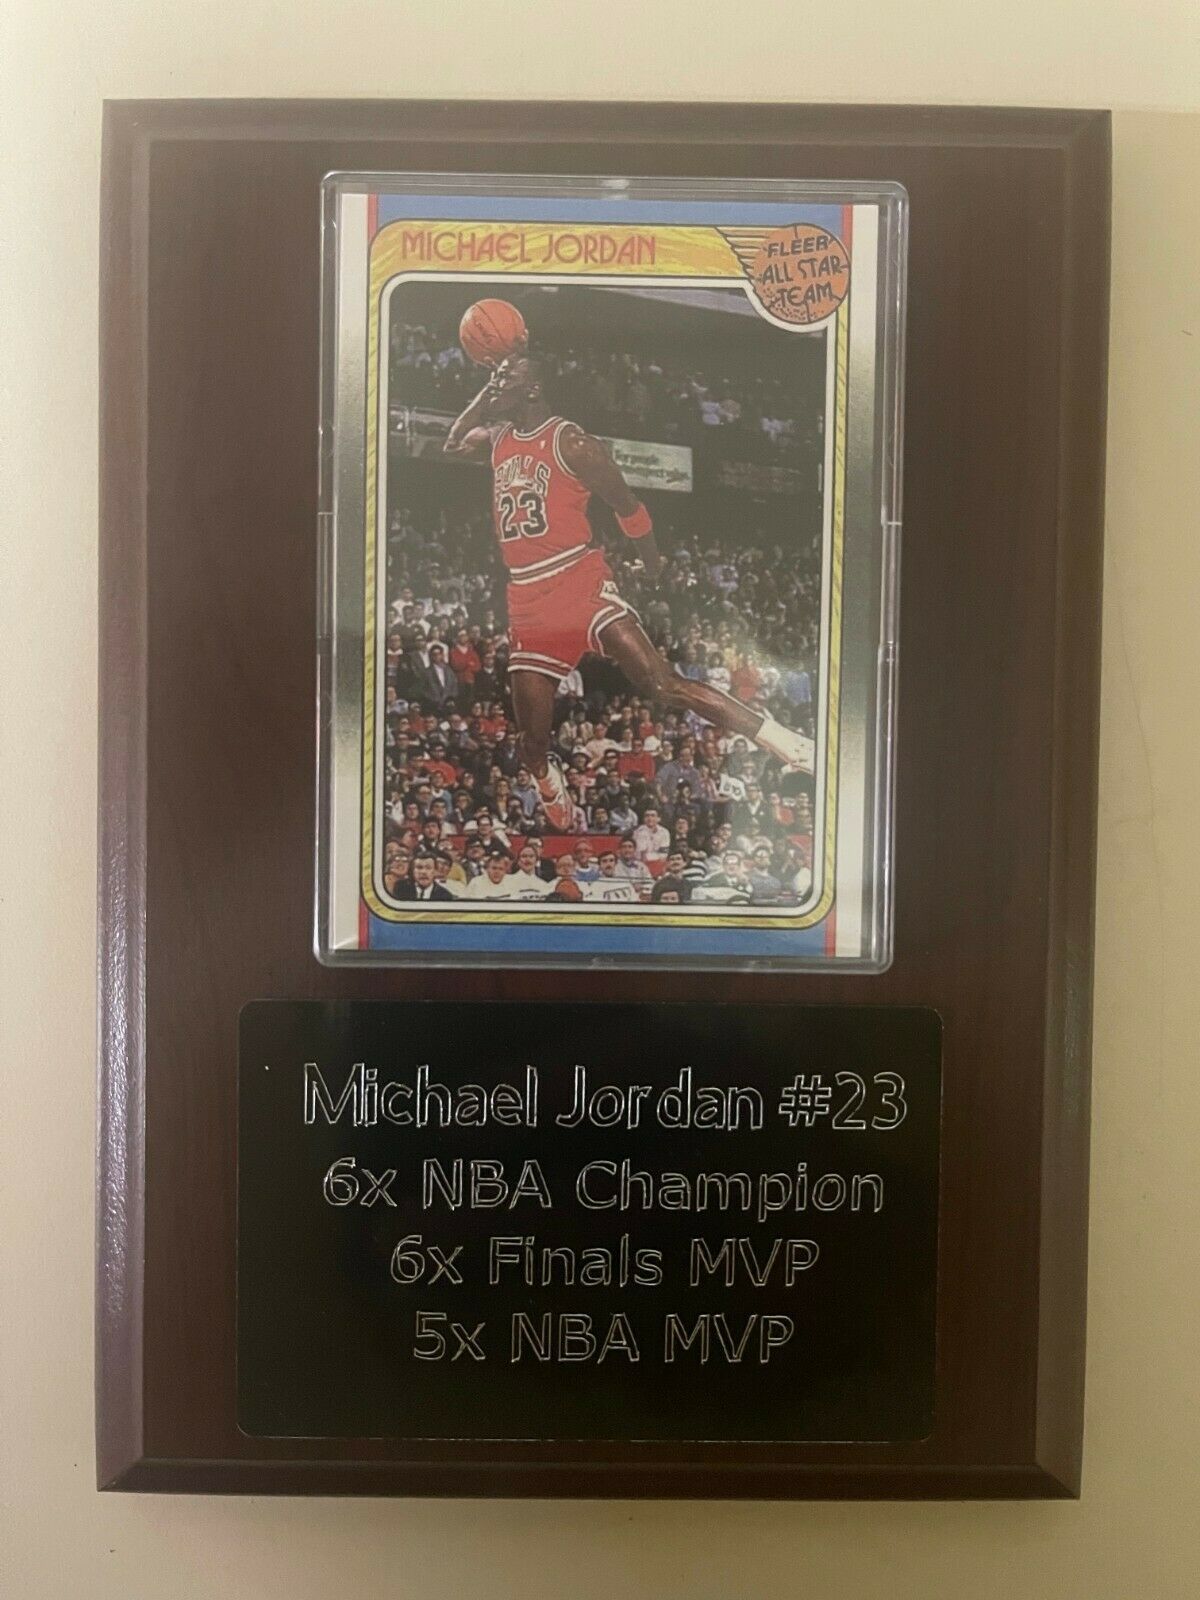 MICHAEL JORDAN
FLEER
ALL STAR
TEAM
BULLS
23
Michael Jordan #23
6x NBA Champion
6x Finals MVP
5x NBA MVP